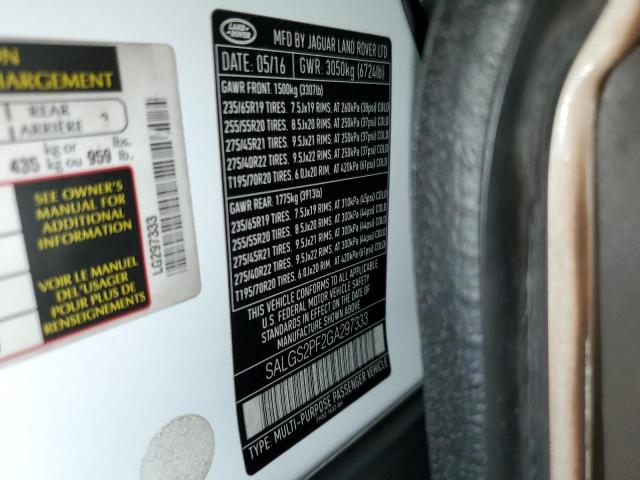 ON
CHARGEMENT
REAR
ARRIÈRE
435 kg ou 959 lb.
kg or lbs.
SEE OWNER'S
MANUAL FOR
ADDITIONAL
INFORMATION
VOIR LE MANUEL
DEL'USAGER
POUR PLUS DE
RENSEIGNEMENTS
LG297333
LAND ROVER
MFD BY JAGUAR LAND ROVER LTD
DATE: 05/16 GWR: 3050kg (6724lb)
GAWR FRONT: 1500kg (3307lb)
235/65R19 TIRES. 7.5Jx19 RIMS, AT 260kPa (38psi) COLD
255/55R20 TIRES. 8.5Jx20 RIMS, AT 250kPa (37psi) COLD
275/45R21 TIRES. 9.5Jx21 RIMS, AT 250kPa (37psi) COLD
275/40R22 TIRES. 9.5Jx22 RIMS, AT 250kPa (37psi) COLD
T195/70R20 TIRES. 6.0Jx20 RIM, AT 420kPa (61psi) COLD
GAWR REAR: 1775kg (3913lb)
235/65R19 TIRES. 7.5Jx19 RIMS, AT 310kPa (45psi) COLD
255/55R20 TIRES. 8.5Jx20 RIMS, AT 300kPa (44psi) COLD
275/45R21 TIRES. 9.5Jx21 RIMS, AT 300kPa (44psi) COLD
275/40R22 TIRES. 9.5Jx22 RIMS, AT 300kPa (44psi) COLD
T195/70R20 TIRES. 6.0Jx20 RIM, AT 420kPa (61psi) COLD
THIS VEHICLE CONFORMS TO ALL APPLICABLE
U.S. FEDERAL MOTOR VEHICLE SAFETY
STANDARDS IN EFFECT ON THE DATE OF
MANUFACTURE SHOWN ABOVE.
SALGS2PF2GA297333
TYPE: MULTI-PURPOSE PASSENGER VEHICLE